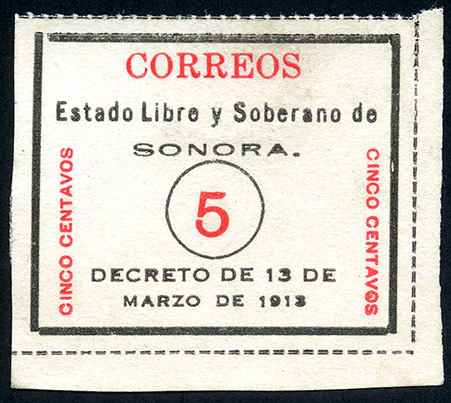 CORREOS
Estado Libre y Soberano de
SONORA.
CINCO CENTAVOS
5
CINCO CENTAVOS
DECRETO DE 13 DE
MARZO DE 1913